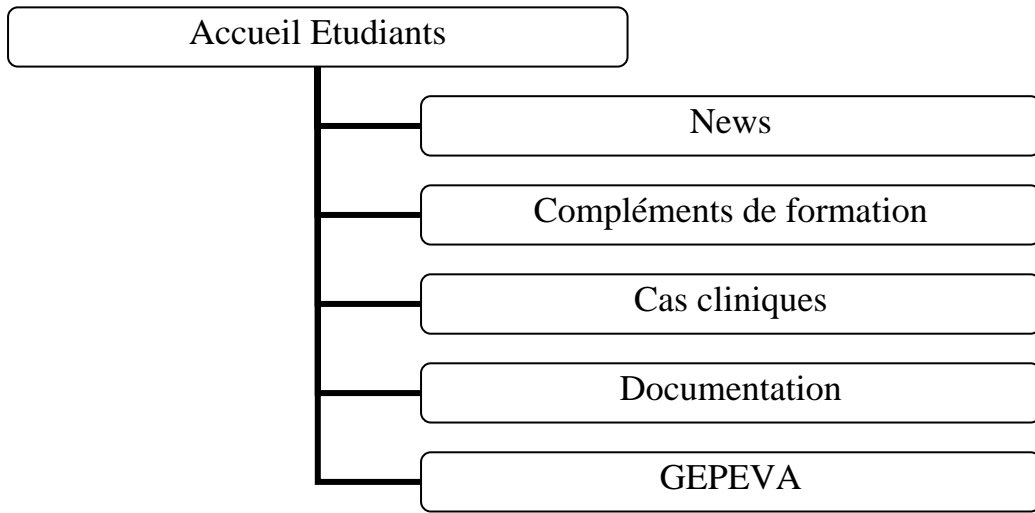 Accueil Etudiants
News
Compléments de formation
Cas cliniques
Documentation
GEPEVA